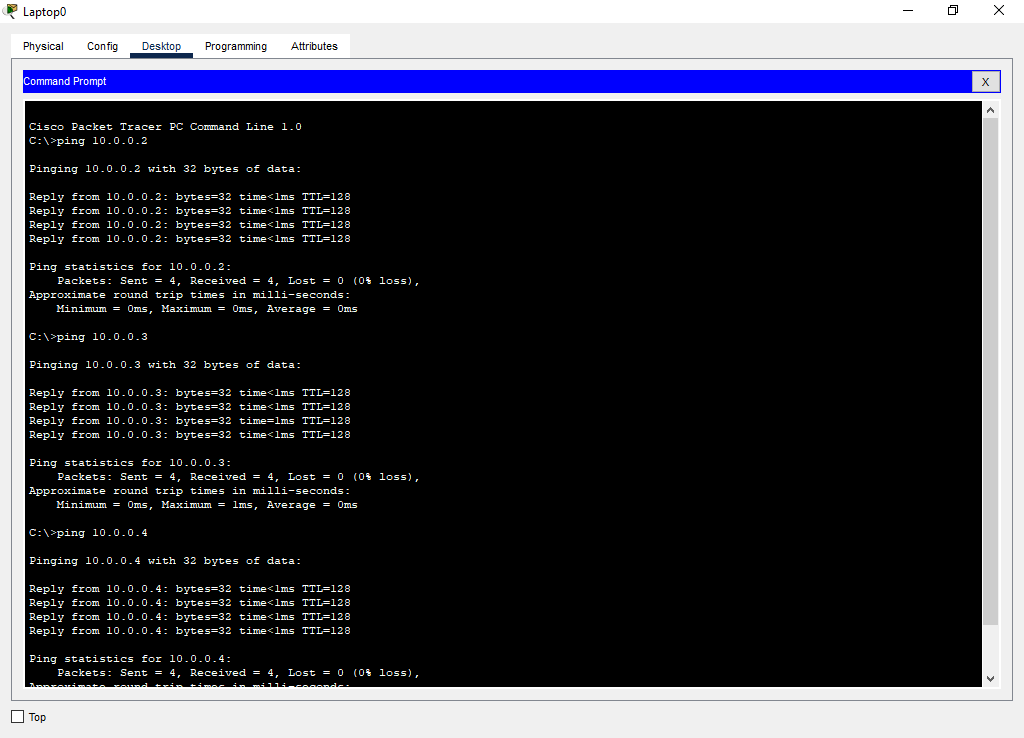 Laptop0
Physical Config Desktop Programming Attributes
Command Prompt X
Cisco Packet Tracer PC Command Line 1.0
C:\>ping 10.0.0.2
Pinging 10.0.0.2 with 32 bytes of data:
Reply from 10.0.0.2: bytes=32 time<1ms TTL=128
Reply from 10.0.0.2: bytes=32 time<1ms TTL=128
Reply from 10.0.0.2: bytes=32 time<1ms TTL=128
Reply from 10.0.0.2: bytes=32 time<1ms TTL=128
Ping statistics for 10.0.0.2:
Packets: Sent = 4, Received = 4, Lost = 0 (0% loss),
Approximate round trip times in milli-seconds:
Minimum = 0ms, Maximum = 0ms, Average = 0ms
C:\>ping 10.0.0.3
Pinging 10.0.0.3 with 32 bytes of data:
Reply from 10.0.0.3: bytes=32 time<1ms TTL=128
Reply from 10.0.0.3: bytes=32 time<1ms TTL=128
Reply from 10.0.0.3: bytes=32 time=1ms TTL=128
Reply from 10.0.0.3: bytes=32 time<1ms TTL=128
Ping statistics for 10.0.0.3:
Packets: Sent = 4, Received = 4, Lost = 0 (0% loss),
Approximate round trip times in milli-seconds:
Minimum = 0ms, Maximum = 1ms, Average = 0ms
C:\>ping 10.0.0.4
Pinging 10.0.0.4 with 32 bytes of data:
Reply from 10.0.0.4: bytes=32 time<1ms TTL=128
Reply from 10.0.0.4: bytes=32 time<1ms TTL=128
Reply from 10.0.0.4: bytes=32 time<1ms TTL=128
Reply from 10.0.0.4: bytes=32 time<1ms TTL=128
Ping statistics for 10.0.0.4:
Packets: Sent = 4, Received = 4, Lost = 0 (0% loss),
Approximate round trip times in milli-seconds:
Top